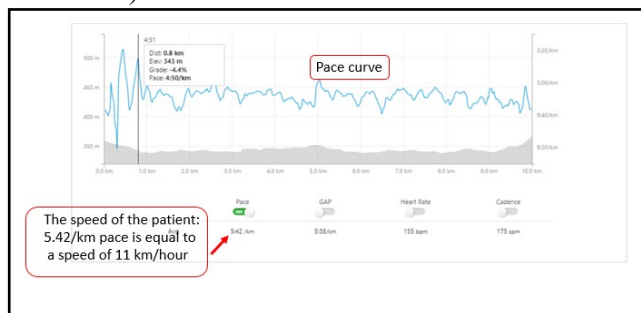 4:31
Dist: 0.8 km
Elev: 343 m
Grade: -4.4%
Pace: 4:50/km
Pace curve
500 m
450 m
400 m
350 m
5:00/km
6:40/km
8:20/km
0.0 km 1.0 km 2.0 km 3.0 km 4.0 km 5.0 km 6.0 km 7.0 km 8.0 km 9.0 km 10.0 km
Pace GAP Heart Rate Cadence
ON
Avg 5:42 /km 5:38/km 155 bpm 175 spm
The speed of the patient:
5.42/km pace is equal to
a speed of 11 km/hour